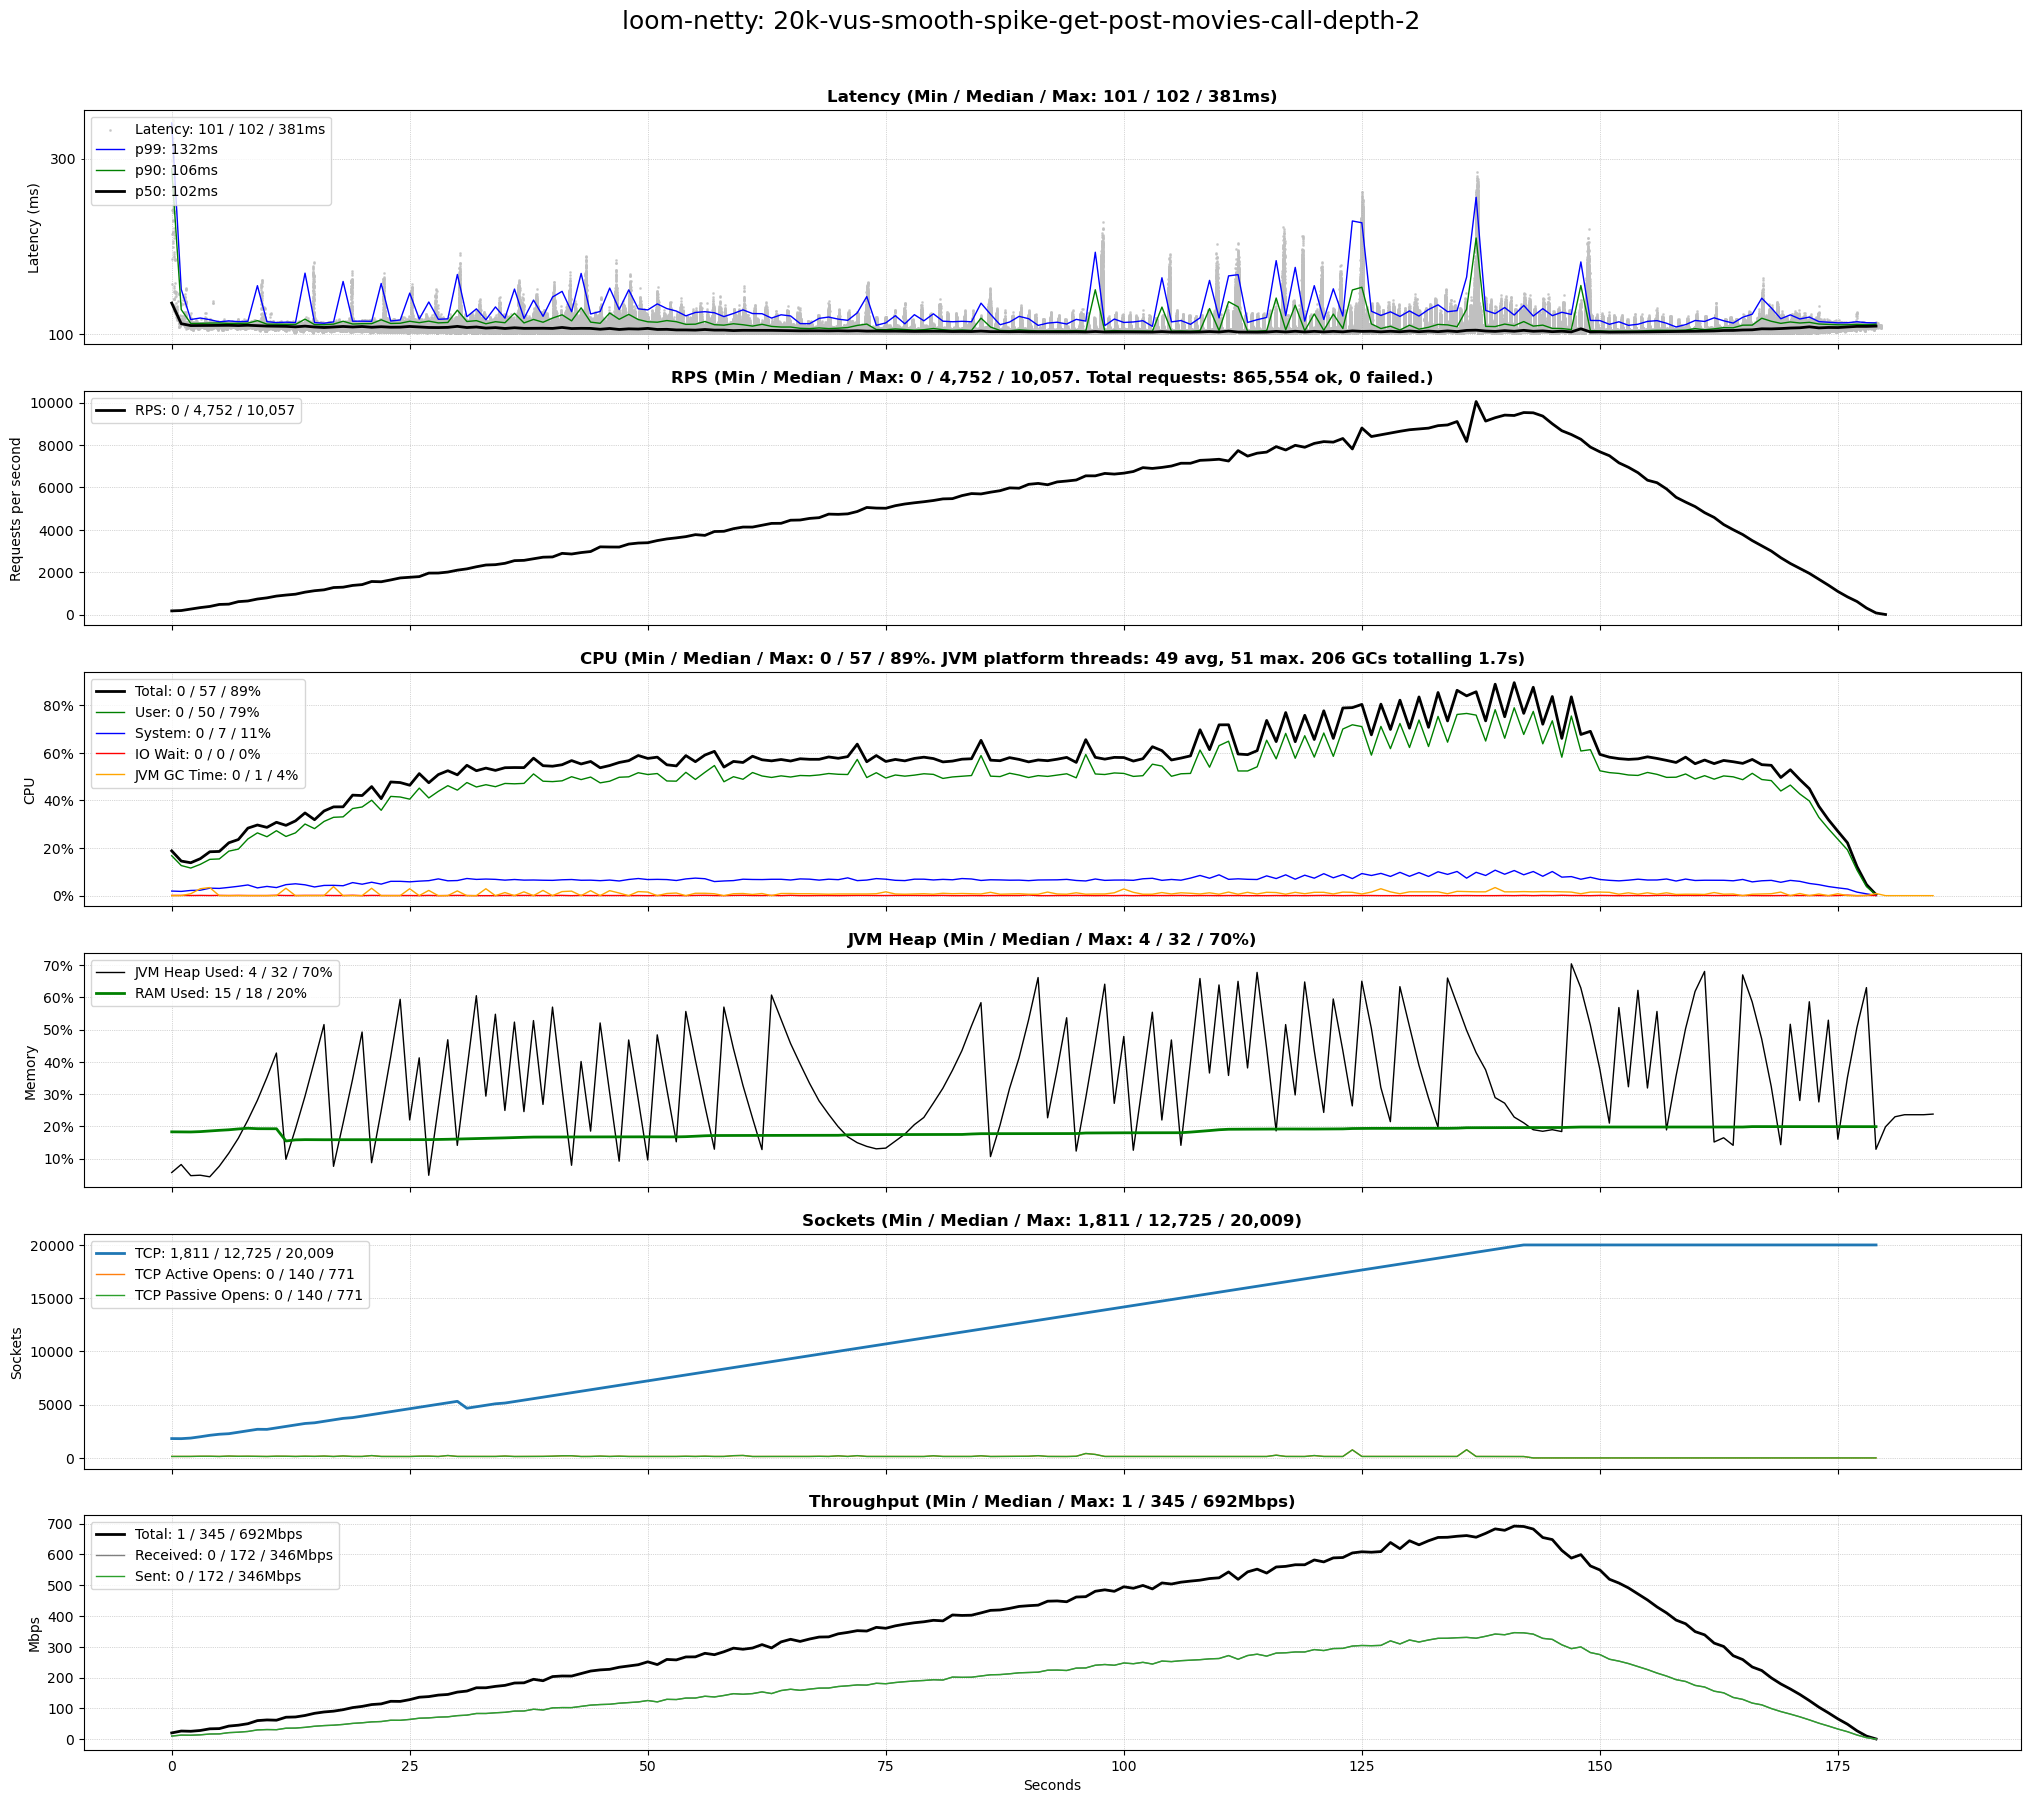 loom-netty: 20k-vus-smooth-spike-get-post-movies-call-depth-2
Latency (Min / Median / Max: 101 / 102 / 381ms)
Latency: 101 / 102 / 381ms
p99: 132ms
p90: 106ms
p50: 102ms
300
100
Latency (ms)
RPS (Min / Median / Max: 0 / 4,752 / 10,057. Total requests: 865,554 ok, 0 failed.)
RPS: 0 / 4,752 / 10,057
10000
8000
6000
4000
2000
0
Requests per second
CPU (Min / Median / Max: 0 / 57 / 89%. JVM platform threads: 49 avg, 51 max. 206 GCs totalling 1.7s)
Total: 0 / 57 / 89%
User: 0 / 50 / 79%
System: 0 / 7 / 11%
IO Wait: 0 / 0 / 0%
JVM GC Time: 0 / 1 / 4%
80%
60%
40%
20%
0%
CPU
JVM Heap (Min / Median / Max: 4 / 32 / 70%)
JVM Heap Used: 4 / 32 / 70%
RAM Used: 15 / 18 / 20%
70%
60%
50%
40%
30%
20%
10%
Memory
Sockets (Min / Median / Max: 1,811 / 12,725 / 20,009)
TCP: 1,811 / 12,725 / 20,009
TCP Active Opens: 0 / 140 / 771
TCP Passive Opens: 0 / 140 / 771
20000
15000
10000
5000
0
Sockets
Throughput (Min / Median / Max: 1 / 345 / 692Mbps)
Total: 1 / 345 / 692Mbps
Received: 0 / 172 / 346Mbps
Sent: 0 / 172 / 346Mbps
700
600
500
400
300
200
100
0
Mbps
0 25 50 75 100 125 150 175
Seconds